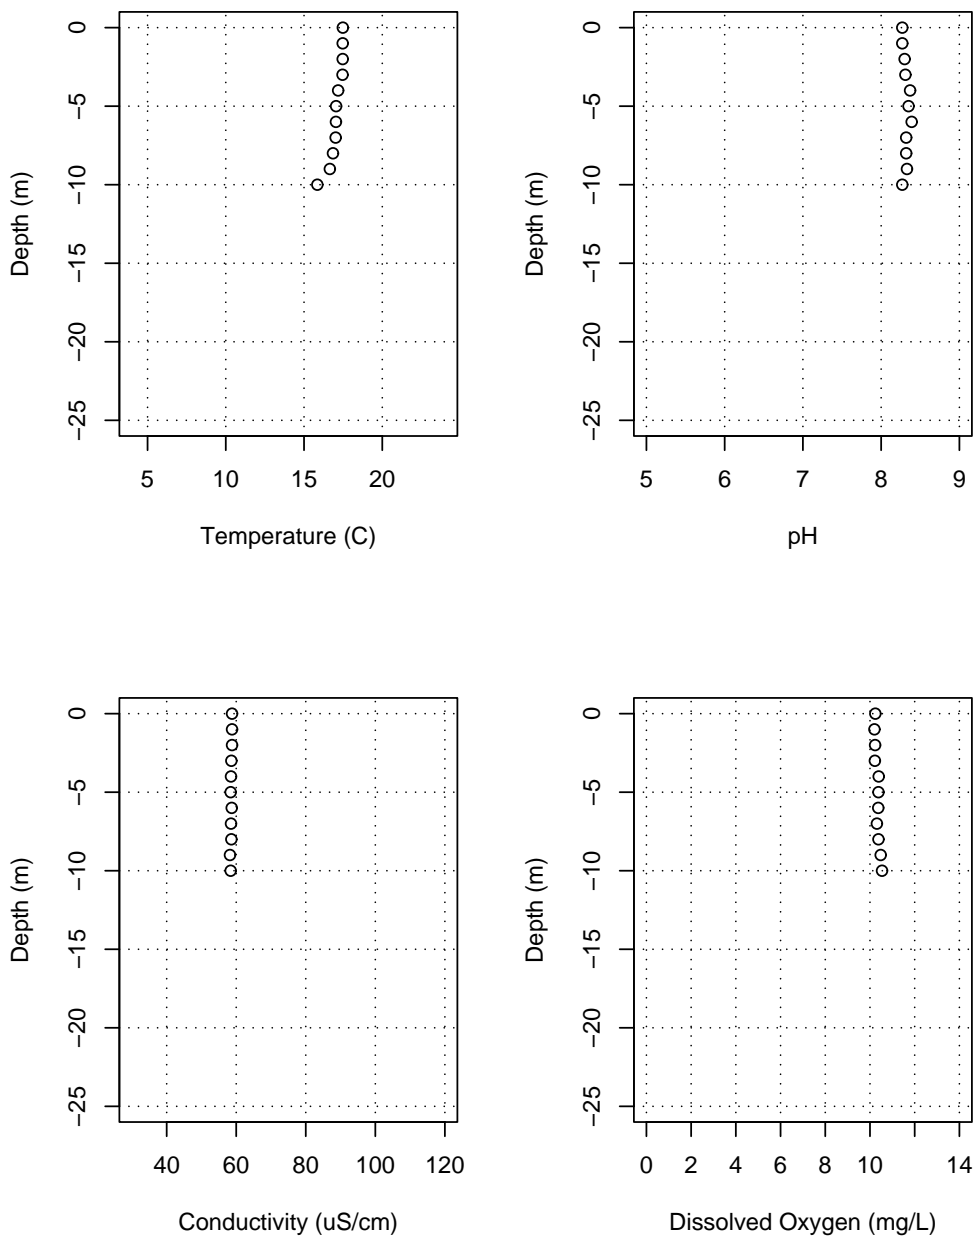 0
−5
−10
−15
−20
−25
Depth (m)
5 10 15 20
Temperature (C)
0
−5
−10
−15
−20
−25
Depth (m)
5 6 7 8 9
pH
0
−5
−10
−15
−20
−25
Depth (m)
40 60 80 100 120
Conductivity (uS/cm)
0
−5
−10
−15
−20
−25
Depth (m)
0 2 4 6 8 10 14
Dissolved Oxygen (mg/L)